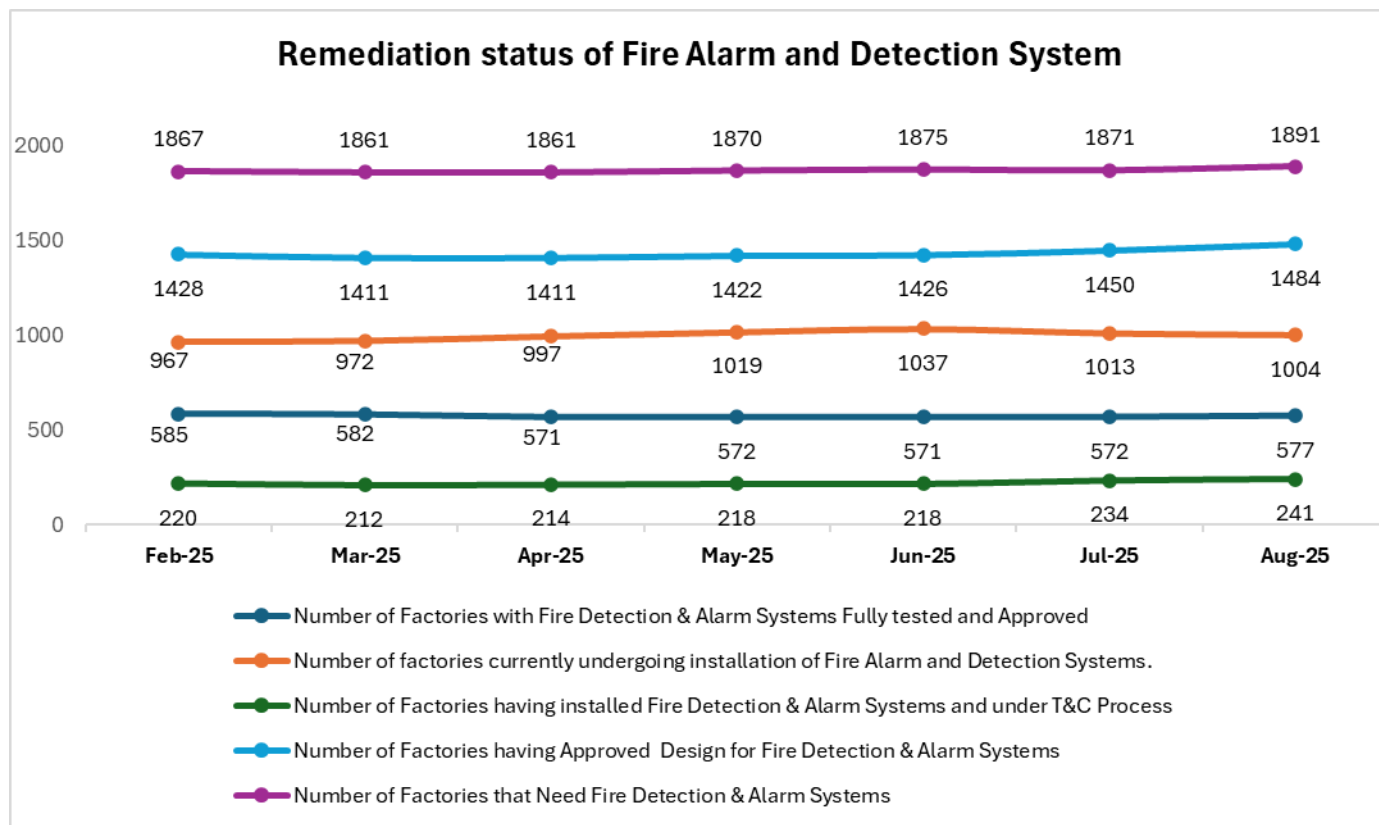 Remediation status of Fire Alarm and Detection System
2000
1867 1861 1861 1870 1875 1871 1891
1500
1428 1411 1411 1422 1426 1450 1484
1000
967 972 997 1019 1037 1013 1004
500
585 582 571 572 571 572 577
0
220 212 214 218 218 234 241
Feb-25 Mar-25 Apr-25 May-25 Jun-25 Jul-25 Aug-25
Number of Factories with Fire Detection & Alarm Systems Fully tested and Approved
Number of factories currently undergoing installation of Fire Alarm and Detection Systems.
Number of Factories having installed Fire Detection & Alarm Systems and under T&C Process
Number of Factories having Approved  Design for Fire Detection & Alarm Systems
Number of Factories that Need Fire Detection & Alarm Systems